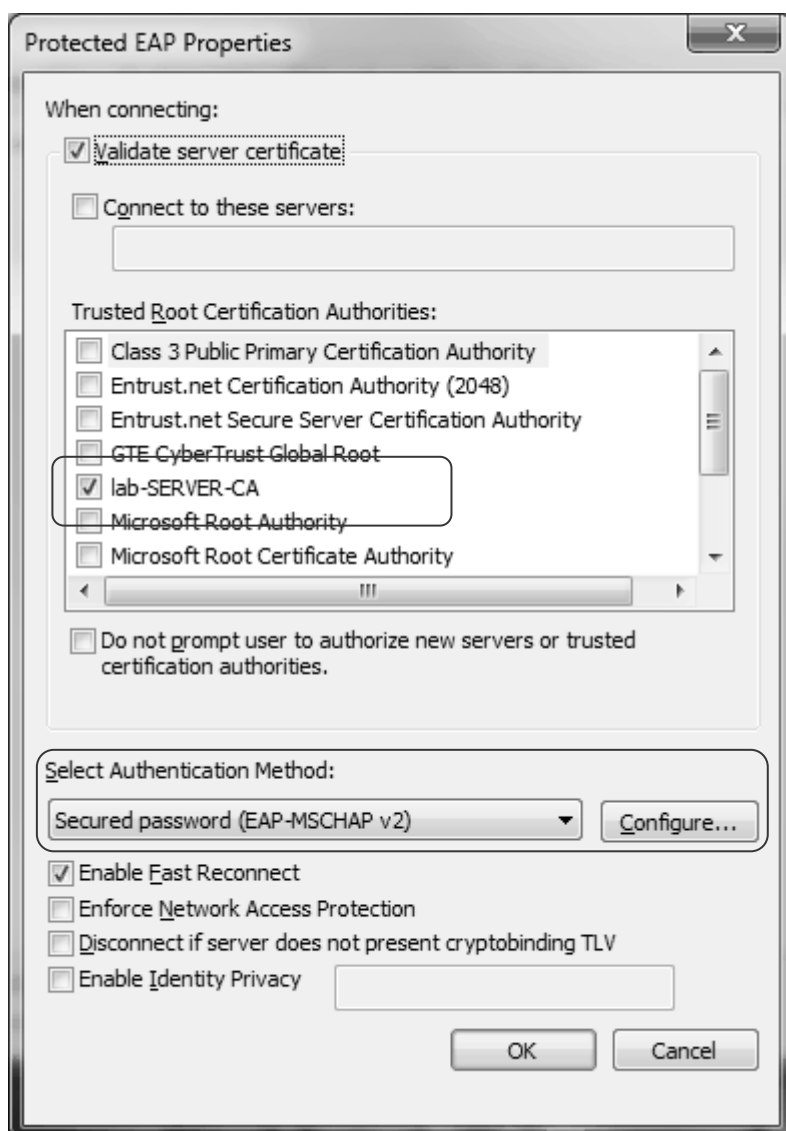 Protected EAP Properties
When connecting:
Validate server certificate
Connect to these servers:
Trusted Root Certification Authorities:
Class 3 Public Primary Certification Authority
Entrust.net Certification Authority (2048)
Entrust.net Secure Server Certification Authority
GTE CyberTrust Global Root
lab-SERVER-CA
Microsoft Root Authority
Microsoft Root Certificate Authority
Do not prompt user to authorize new servers or trusted
certification authorities.
Select Authentication Method:
Secured password (EAP-MSCHAP v2) Configure...
Enable Fast Reconnect
Enforce Network Access Protection
Disconnect if server does not present cryptobinding TLV
Enable Identity Privacy
OK Cancel